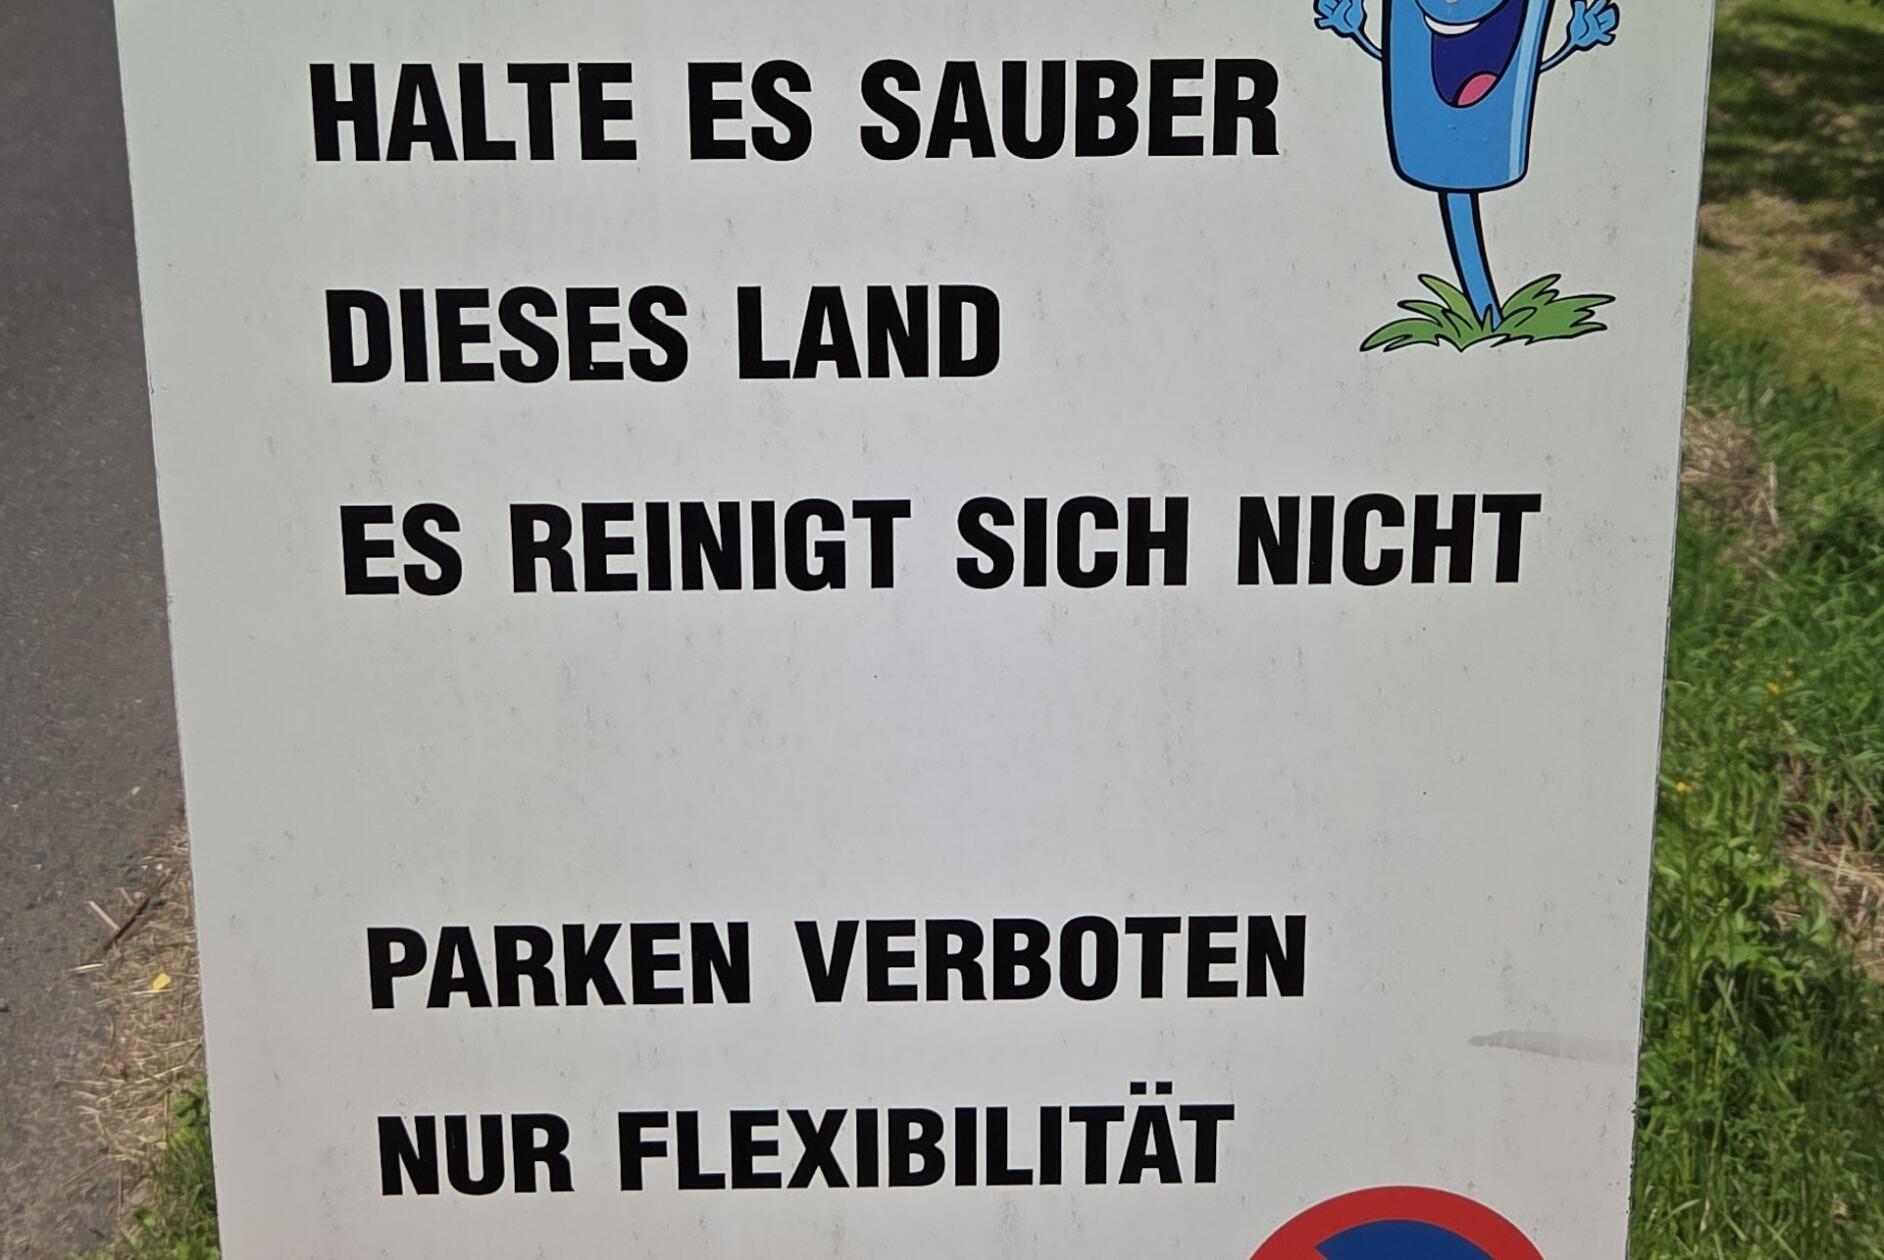 HALTE ES SAUBER
DIESES LAND
ES REINIGT SICH NICHT
PARKEN VERBOTEN
NUR FLEXIBILITÄT